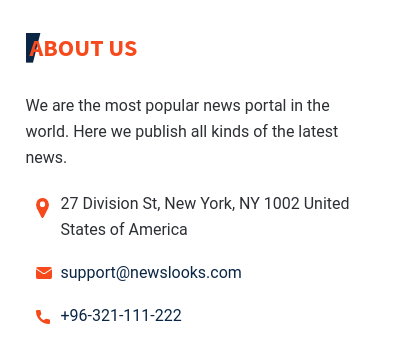 ABOUT US
We are the most popular news portal in the
world. Here we publish all kinds of the latest
news.
27 Division St, New York, NY 1002 United
States of America
support@newslooks.com
+96-321-111-222